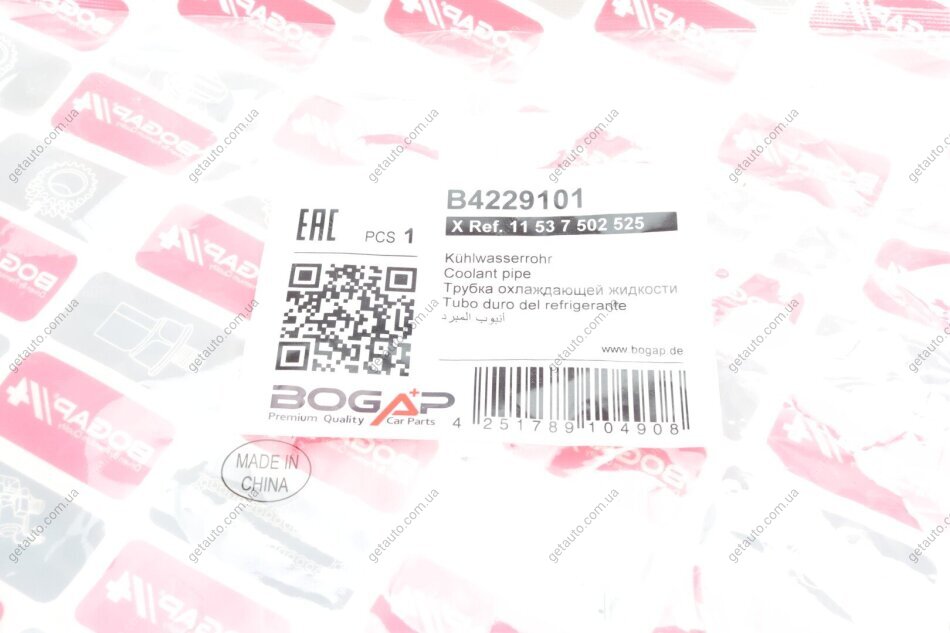 B4229101
X Ref. 11 53 7 502 525
EAC
PCS 1
Kühlwasserrohr
Coolant pipe
Трубка охлаждающей жидкости
Tubo duro del refrigerante
أنبوب المبرد
www.bogap.de
BOGAP
Premium Quality Car Parts
4 251789 104908
MADE IN
CHINA
getauto.com.ua